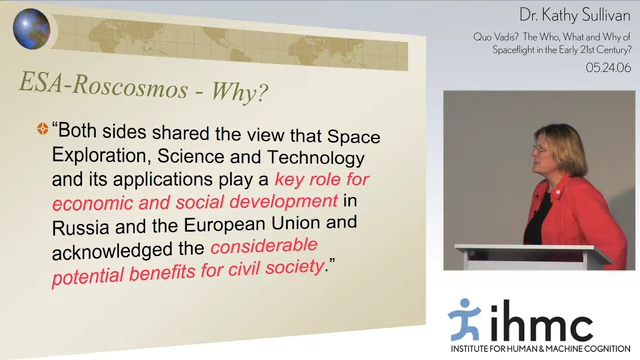 Dr. Kathy Sullivan
Quo Vadis? The Who, What and Why of
Spaceflight in the Early 21st Century?
05.24.06
ESA-Roscosmos - Why?
“Both sides shared the view that Space
Exploration, Science and Technology
and its applications play a key role for
economic and social development in
Russia and the European Union and
acknowledged the considerable
potential benefits for civil society.”
ihmc
INSTITUTE FOR HUMAN & MACHINE COGNITION